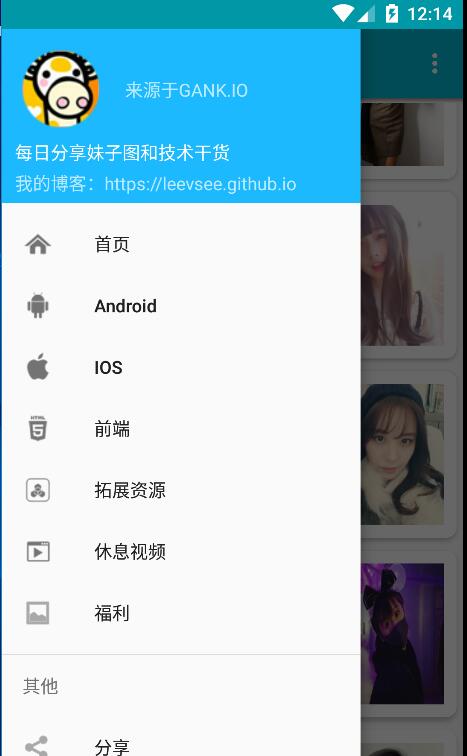 12:14
来源于GANK.IO
每日分享妹子图和技术干货
我的博客：https://leevsee.github.io
首页
Android
IOS
HTML
5
前端
拓展资源
休息视频
福利
其他
分享